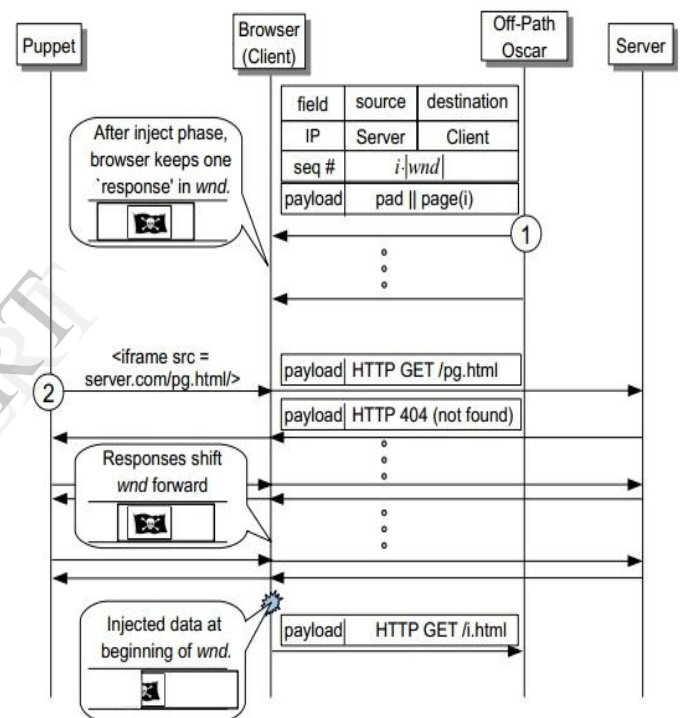 Puppet
Browser
(Client)
Off-Path
Oscar
Server
field source destination
IP Server Client
seq # i·|wnd|
payload pad || page(i)
After inject phase,
browser keeps one
`response' in wnd.
1
<iframe src =
server.com/pg.html/>
2
payload HTTP GET /pg.html
payload HTTP 404 (not found)
Responses shift
wnd forward
Injected data at
beginning of wnd.
payload HTTP GET /i.html